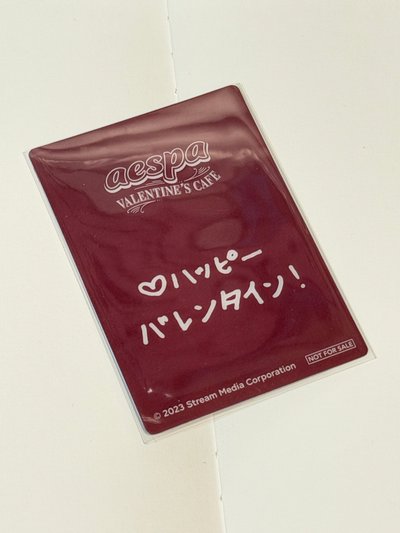 aespa
VALENTINE'S CAFE
♡ハッピー
バレンタイン!
NOT FOR SALE
© 2023 Stream Media Corporation